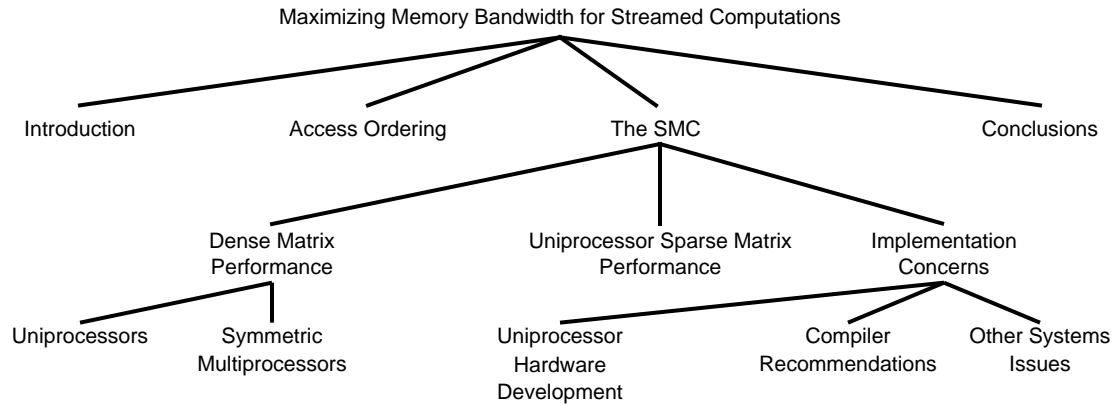 Maximizing Memory Bandwidth for Streamed Computations
Introduction
Access Ordering
The SMC
Conclusions
Dense Matrix
Performance
Uniprocessor Sparse Matrix
Performance
Implementation
Concerns
Uniprocessors
Symmetric
Multiprocessors
Uniprocessor
Hardware
Development
Compiler
Recommendations
Other Systems
Issues